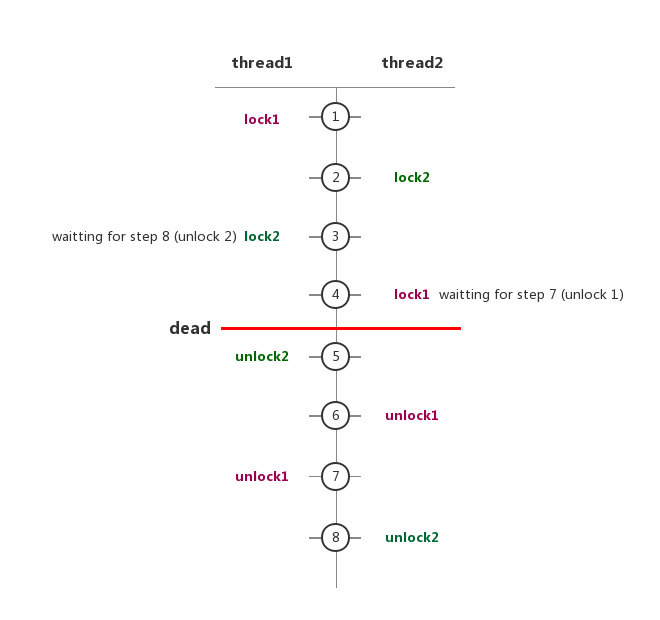 thread1 thread2
lock1 1
2 lock2
waitting for step 8 (unlock 2) lock2 3
4 lock1 waitting for step 7 (unlock 1)
dead
unlock2 5
6 unlock1
unlock1 7
8 unlock2